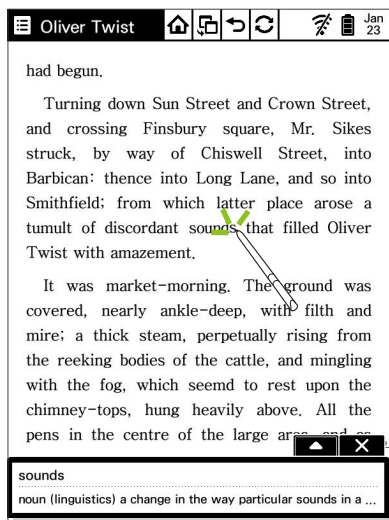 Oliver Twist
Jan
23
had begun.
Turning down Sun Street and Crown Street,
and crossing Finsbury square, Mr. Sikes
struck, by way of Chiswell Street, into
Barbican: thence into Long Lane, and so into
Smithfield; from which latter place arose a
tumult of discordant sounds that filled Oliver
Twist with amazement.
It was market-morning. The ground was
covered, nearly ankle-deep, with filth and
mire; a thick steam, perpetually rising from
the reeking bodies of the cattle, and mingling
with the fog, which seemd to rest upon the
chimney-tops, hung heavily above. All the
pens in the centre of the large area, and as
sounds
noun (linguistics) a change in the way particular sounds in a ...